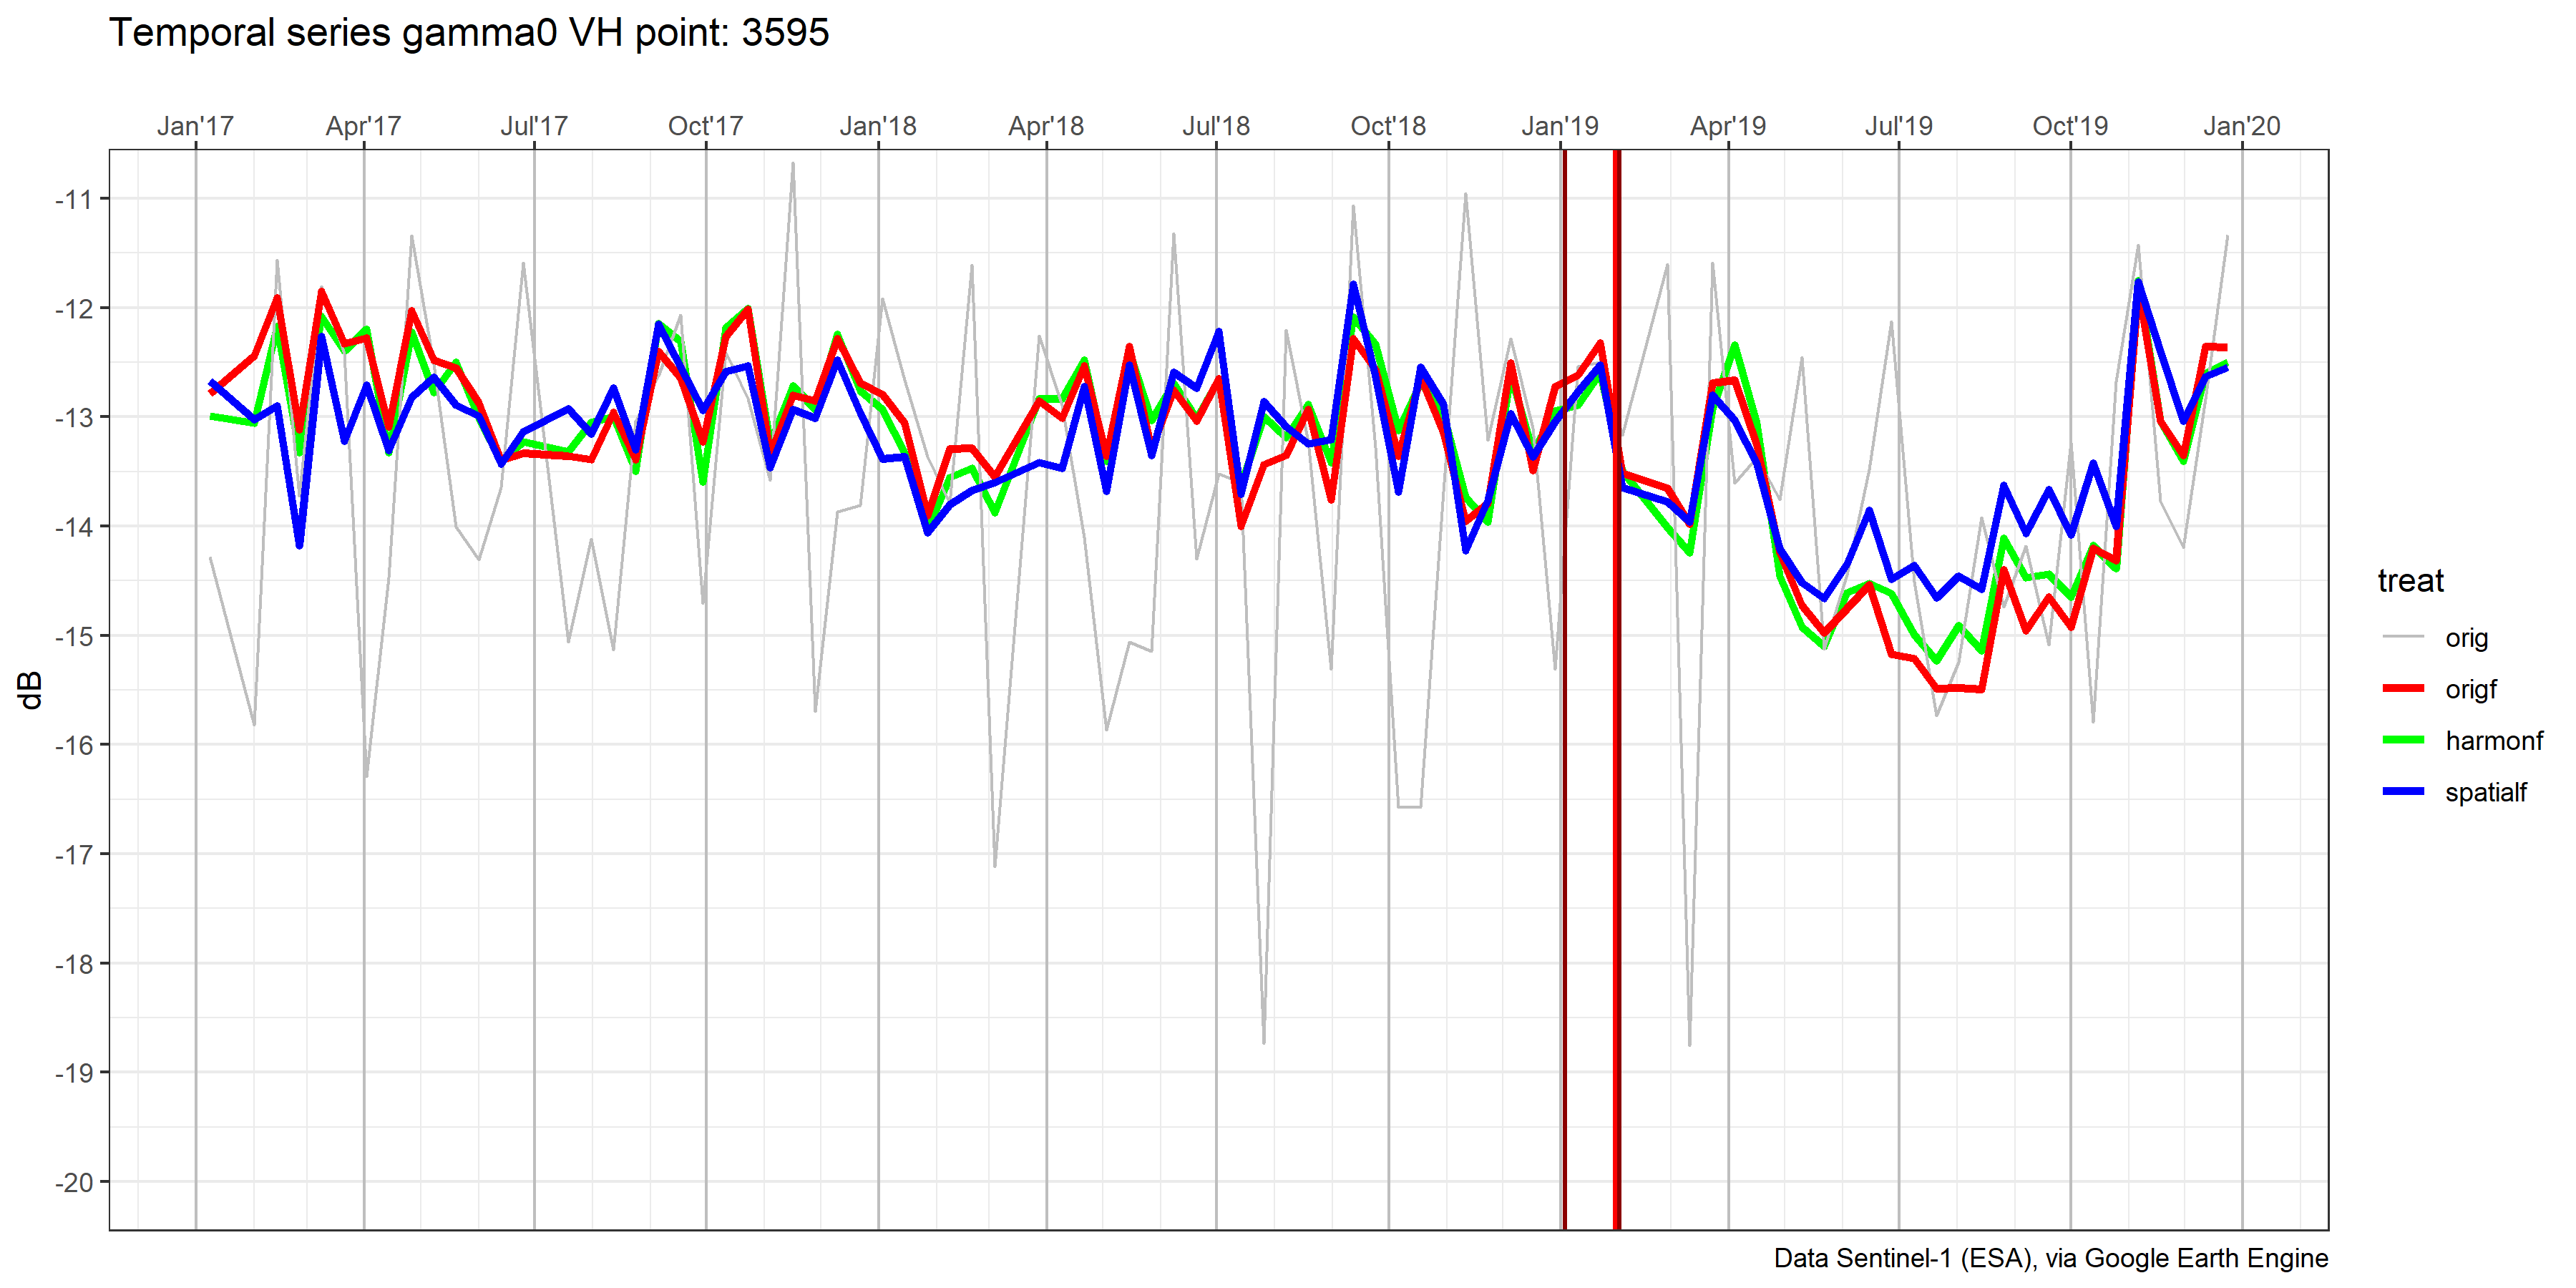 Temporal series gamma0 VH point: 3595
Jan'17 Apr'17 Jul'17 Oct'17 Jan'18 Apr'18 Jul'18 Oct'18 Jan'19 Apr'19 Jul'19 Oct'19 Jan'20
-11
-12
-13
-14
-15
-16
-17
-18
-19
-20
dB
treat
orig
origf
harmonf
spatialf
Data Sentinel-1 (ESA), via Google Earth Engine